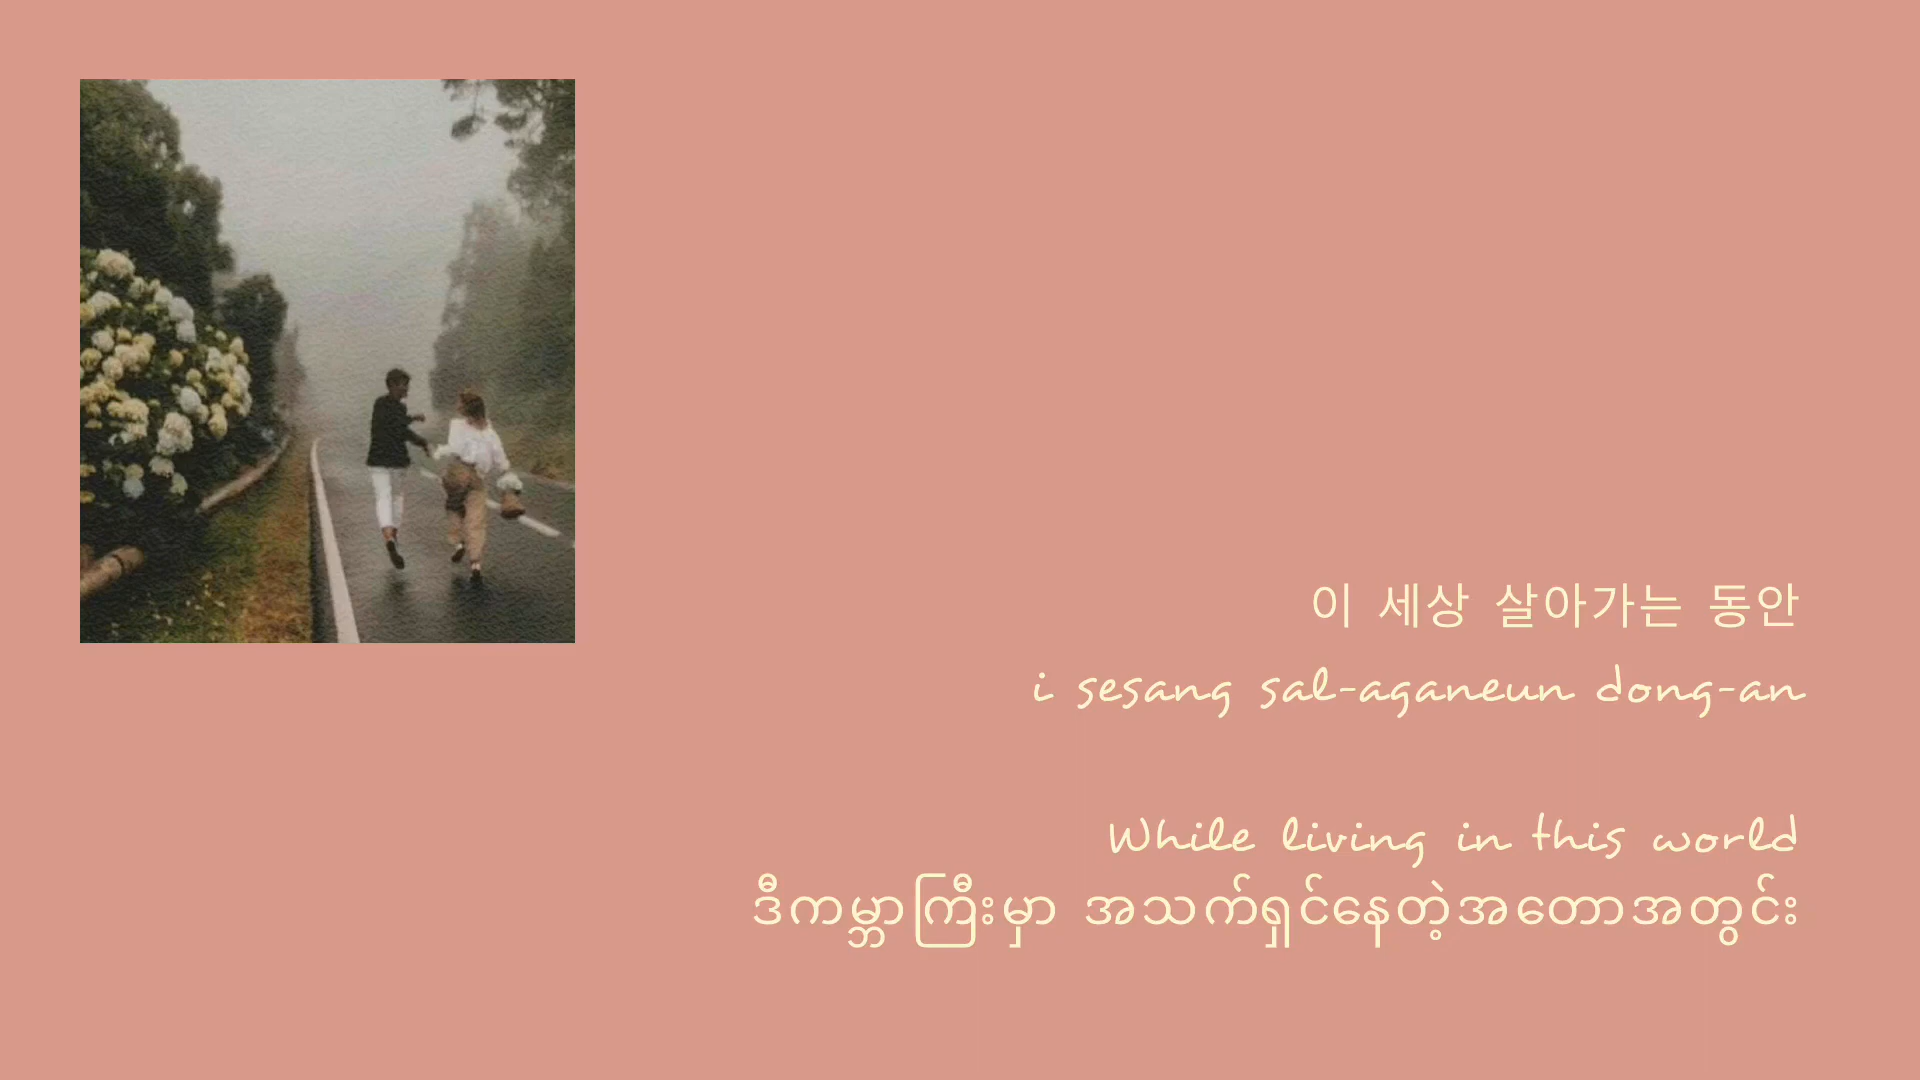 이 세상 살아가는 동안
i sesang sal-aganeun dong-an
While living in this world
ဒီကမ္ဘာကြီးမှာ အသက်ရှင်နေတဲ့အတောအတွင်း